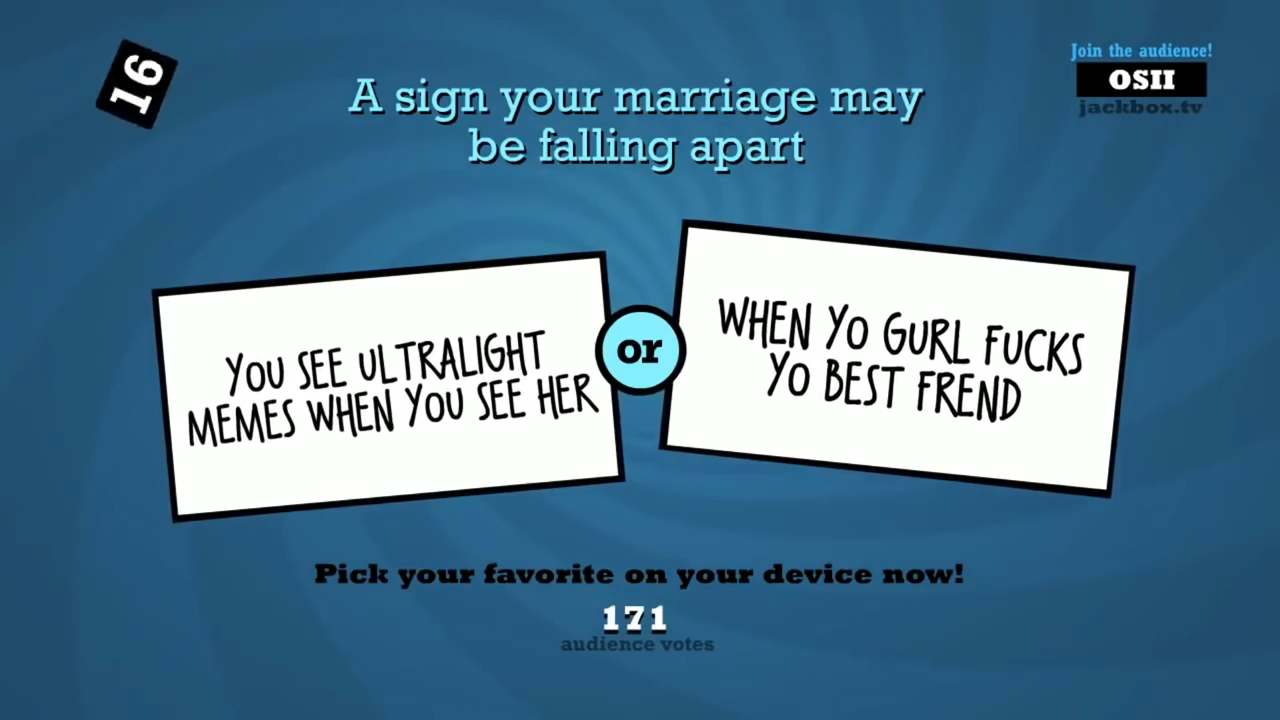 16
Join the audience!
OSII
jackbox.tv
A sign your marriage may
be falling apart
YOU SEE ULTRALIGHT
MEMES WHEN YOU SEE HER
or
WHEN YO GURL FUCKS
YO BEST FREND
Pick your favorite on your device now!
171
audience votes